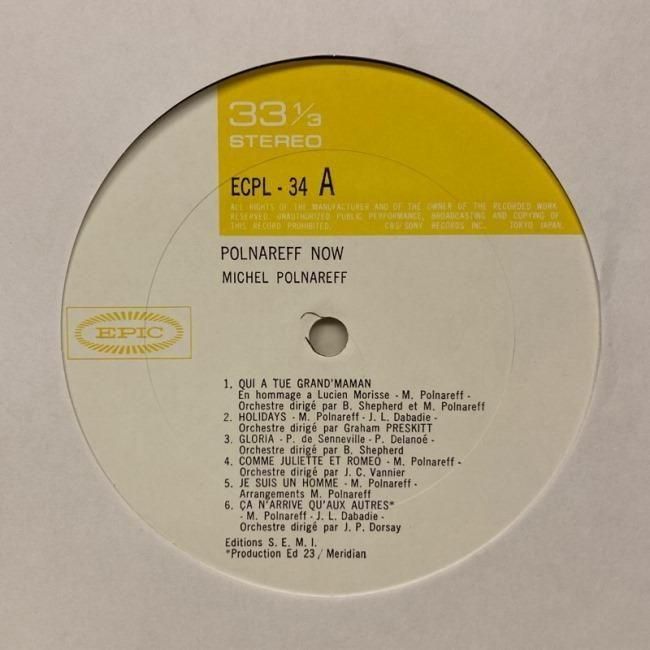 33 1/3
STEREO
ECPL - 34 A
ALL RIGHTS OF THE MANUFACTURER AND OF THE OWNER OF THE RECORDED WORK
RESERVED. UNAUTHORIZED PUBLIC PERFORMANCE, BROADCASTING AND COPYING OF
THIS RECORD PROHIBITED. CBS/SONY RECORDS INC. TOKYO JAPAN.
POLNAREFF NOW
MICHEL POLNAREFF
EPIC
1. QUI A TUE GRAND'MAMAN
En hommage a Lucien Morisse - M. Polnareff -
Orchestre dirigé par B. Shepherd et M. Polnareff
2. HOLIDAYS - M. Polnareff - J. L. Dabadie -
Orchestre dirigé par Graham PRESKITT
3. GLORIA - P. de Senneville - P. Delanoé -
Orchestre dirigé par B. Shepherd
4. COMME JULIETTE ET ROMEO - M. Polnareff -
Orchestre dirigé par J. C. Vannier
5. JE SUIS UN HOMME - M. Polnareff -
Arrangements M. Polnareff
6. ÇA N'ARRIVE QU'AUX AUTRES*
- M. Polnareff - J. L. Dabadie -
Orchestre dirigé par J. P. Dorsay
Editions S. E. M. I.
*Production Ed 23 / Meridian